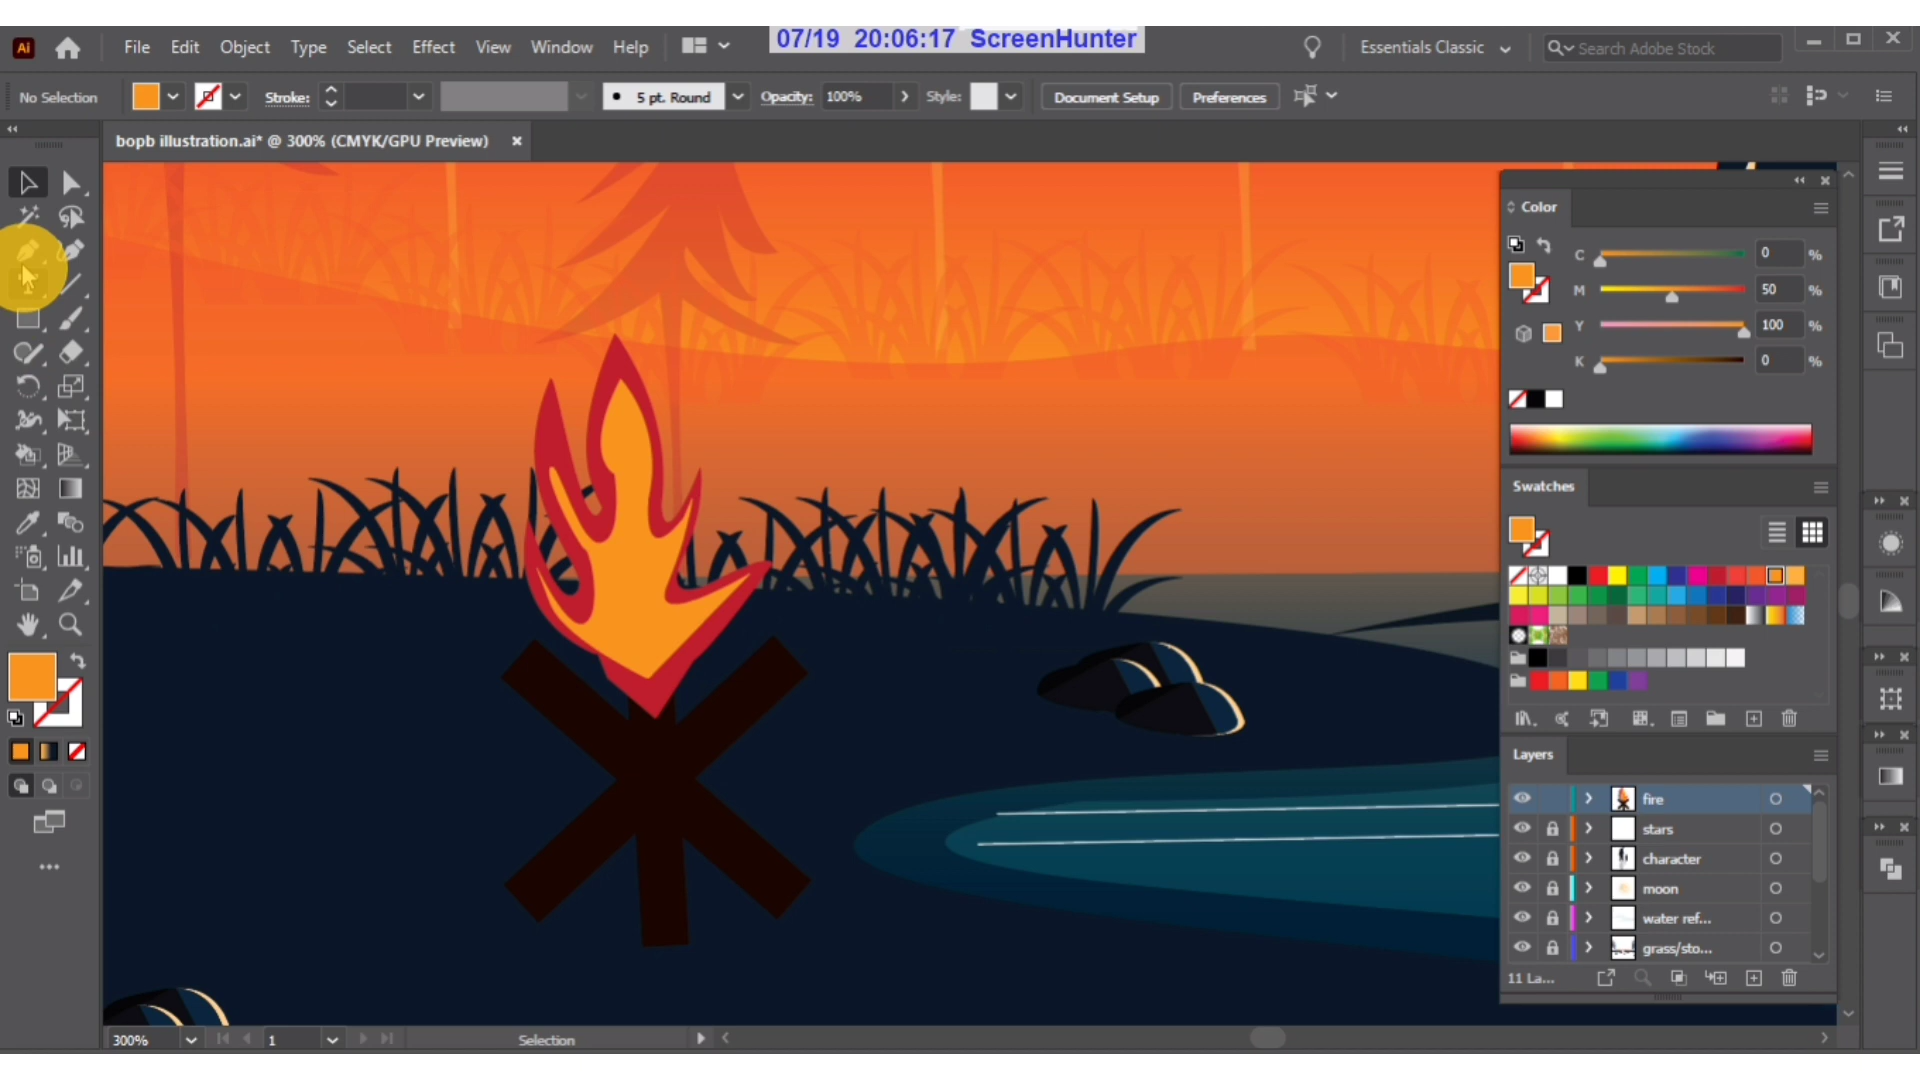 07/19 20:06:17 ScreenHunter
Ai File Edit Object Type Select Effect View Window Help Essentials Classic Search Adobe Stock
No Selection Stroke: 5 pt. Round Opacity: 100% Style: Document Setup Preferences
bopb illustration.ai* @ 300% (CMYK/GPU Preview)
Color
C 0 %
M 50 %
Y 100 %
K 0 %
Swatches
Layers
fire
stars
character
moon
water ref...
grass/sto...
11 La...
300% 1 Selection